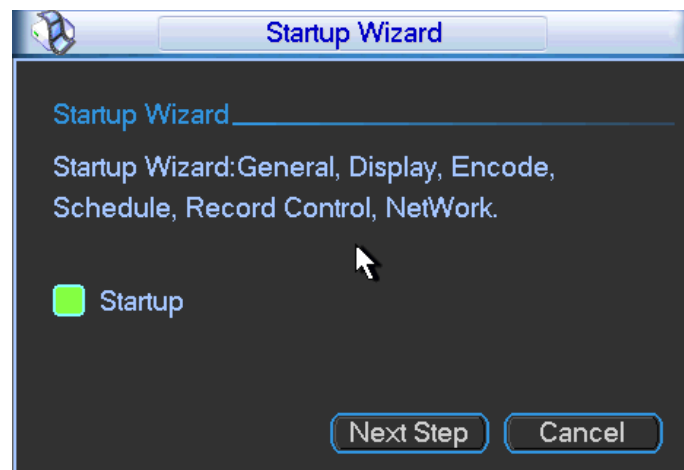 Startup Wizard
Startup Wizard
Startup Wizard:General, Display, Encode,
Schedule, Record Control, NetWork.
Startup
Next Step
Cancel